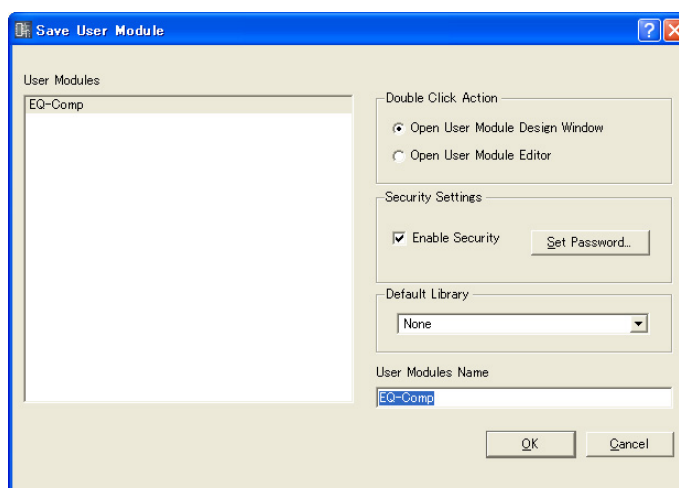 Save User Module
User Modules
EQ-Comp
Double Click Action
Open User Module Design Window
Open User Module Editor
Security Settings
Enable Security
Set Password...
Default Library
None
User Modules Name
EQ-Comp
OK
Cancel